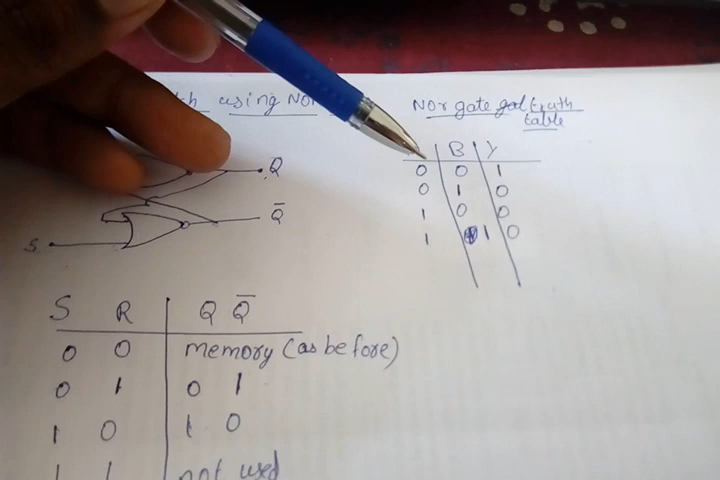 using NO
Q
Q̅
S
NOr gate truth
table
B Y
0 0 1
0 1 0
1 0 0
1 1 0
S R Q Q̅
0 0 memory (as before)
0 1 0 1
1 0 1 0
1 1 not used